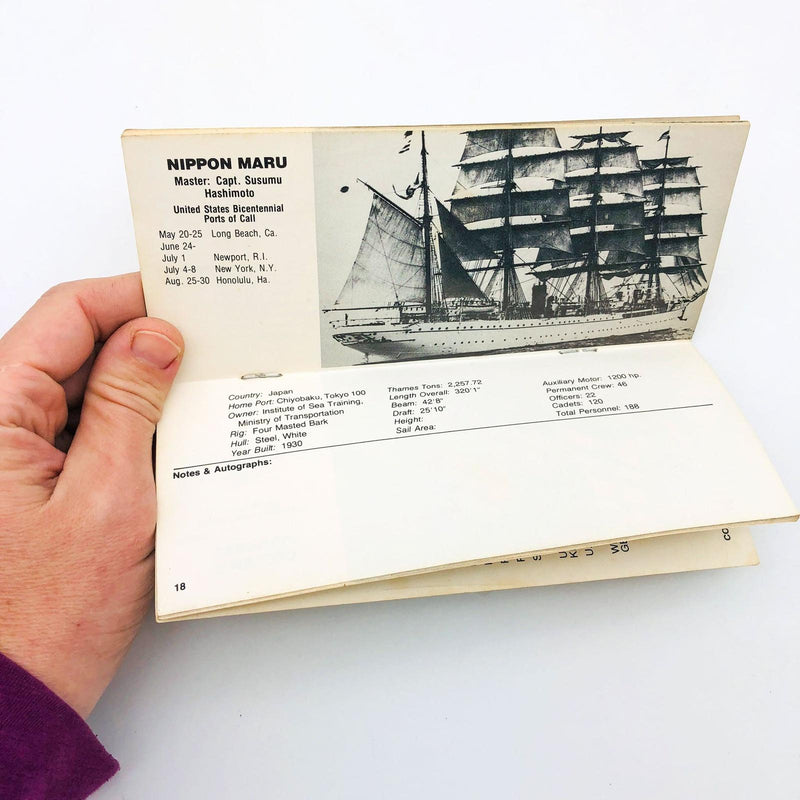 NIPPON MARU
Master: Capt. Susumu
Hashimoto
United States Bicentennial
Ports of Call
May 20-25 Long Beach, Ca.
June 24-
July 1 Newport, R.I.
July 4-8 New York, N.Y.
Aug. 25-30 Honolulu, Ha.
Country: Japan
Home Port: Chiyobaku, Tokyo 100
Owner: Institute of Sea Training,
Ministry of Transportation
Rig: Four Masted Bark
Hull: Steel, White
Year Built: 1930
Thames Tons: 2,257.72
Length Overall: 320'1"
Beam: 42'8"
Draft: 25'10"
Height:
Sail Area:
Auxiliary Motor: 1200 hp.
Permanent Crew: 46
Officers: 22
Cadets: 120
Total Personnel: 188
Notes & Autographs:
18